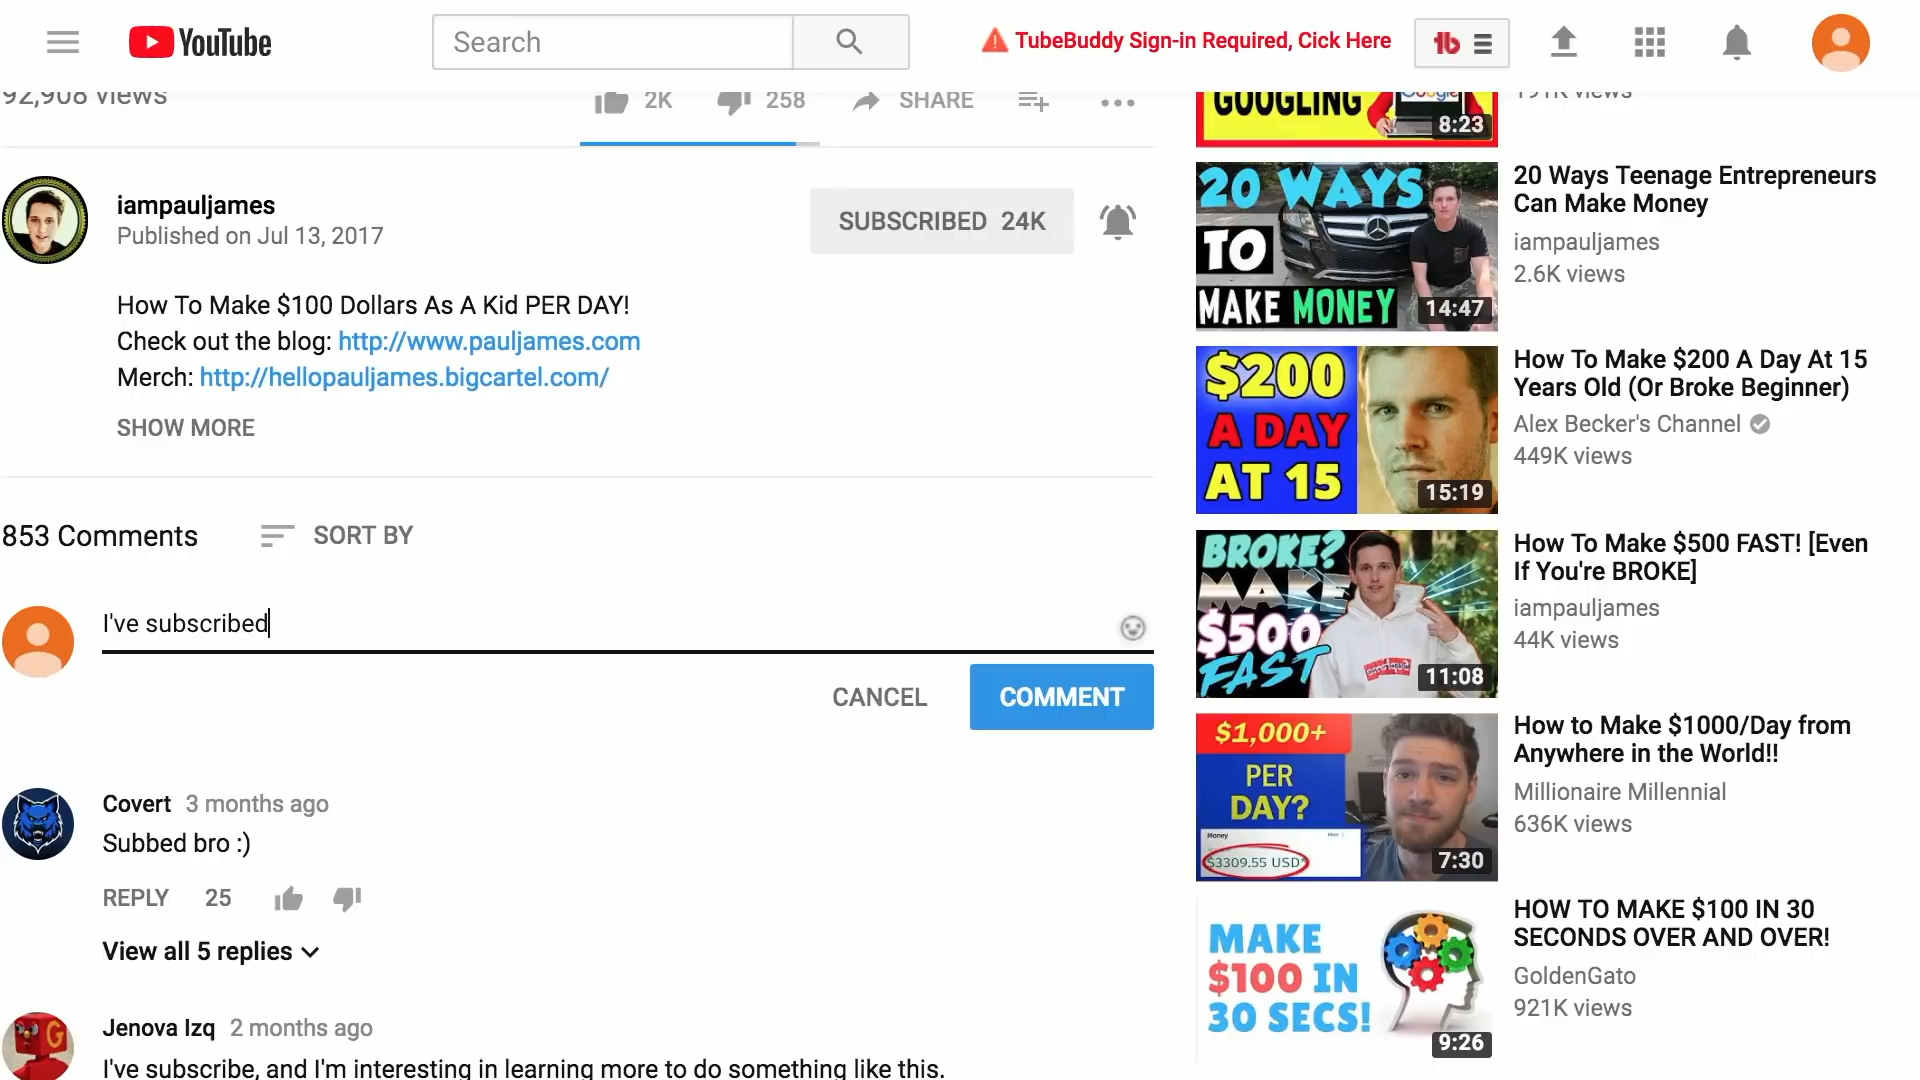 YouTube
Search
TubeBuddy Sign-in Required, Cick Here
92,908 views
2K
258
SHARE
iampauljames
Published on Jul 13, 2017
SUBSCRIBED 24K
How To Make $100 Dollars As A Kid PER DAY!
Check out the blog: http://www.pauljames.com
Merch: http://hellopauljames.bigcartel.com/
SHOW MORE
853 Comments
SORT BY
I've subscribed
CANCEL
COMMENT
Covert 3 months ago
Subbed bro :)
REPLY 25
View all 5 replies
Jenova Izq 2 months ago
I've subscribe, and I'm interesting in learning more to do something like this.
GOOGLING
Google
8:23
191K views
20 WAYS
TO
MAKE MONEY
14:47
20 Ways Teenage Entrepreneurs
Can Make Money
iampauljames
2.6K views
$200
A DAY
AT 15
15:19
How To Make $200 A Day At 15
Years Old (Or Broke Beginner)
Alex Becker's Channel
449K views
BROKE?
MAKE
$500
FAST
11:08
How To Make $500 FAST! [Even
If You're BROKE]
iampauljames
44K views
$1,000+
PER
DAY?
Money
$3309.55 USD*
7:30
How to Make $1000/Day from
Anywhere in the World!!
Millionaire Millennial
636K views
MAKE
$100 IN
30 SECS!
9:26
HOW TO MAKE $100 IN 30
SECONDS OVER AND OVER!
GoldenGato
921K views